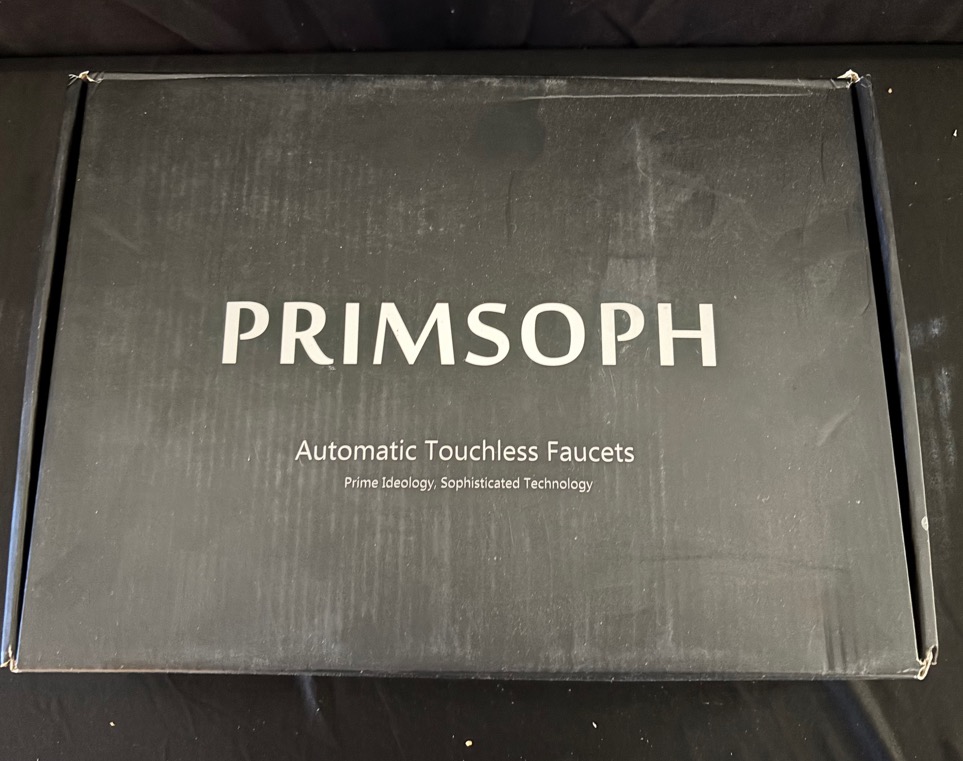 PRIMSOPH
Automatic Touchless Faucets
Prime Ideology, Sophisticated Technology